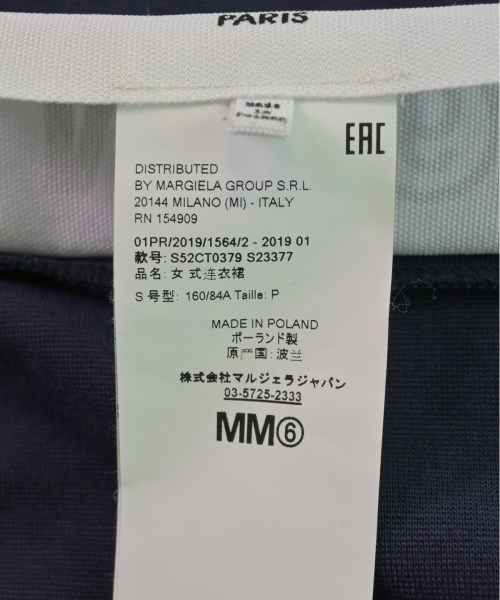 PARIS
Made
in
Poland
EAC
DISTRIBUTED
BY MARGIELA GROUP S.R.L.
20144 MILANO (MI) - ITALY
RN 154909
01PR/2019/1564/2 - 2019 01
款号: S52CT0379 S23377
品名: 女 式连衣裙
S 号型: 160/84A Taille: P
MADE IN POLAND
ポーランド製
原产国: 波兰
株式会社マルジェラジャパン
03-5725-2333
MM⑥